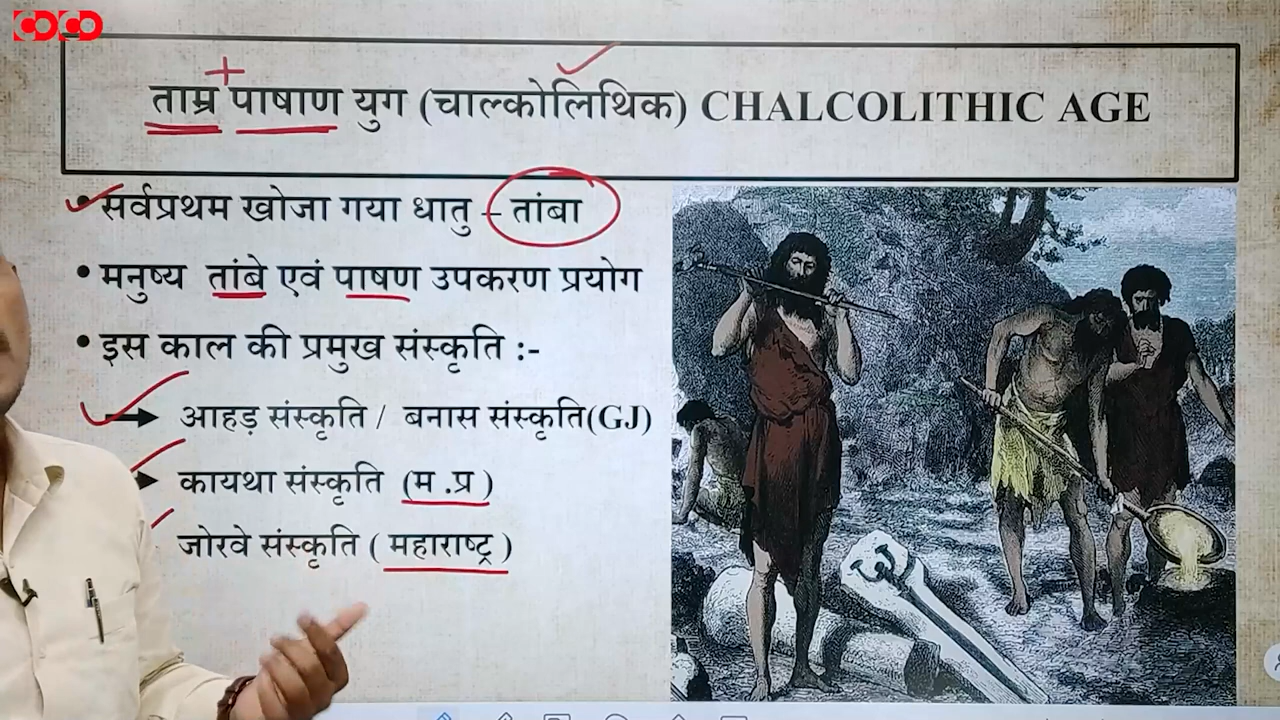 COCO
ताम्र पाषाण युग (चाल्कोलिथिक) CHALCOLITHIC AGE
• सर्वप्रथम खोजा गया धातु – तांबा
• मनुष्य तांबे एवं पाषण उपकरण प्रयोग
• इस काल की प्रमुख संस्कृति :-
आहड़ संस्कृति / बनास संस्कृति(GJ)
कायथा संस्कृति (म .प्र )
जोरवे संस्कृति ( महाराष्ट्र )